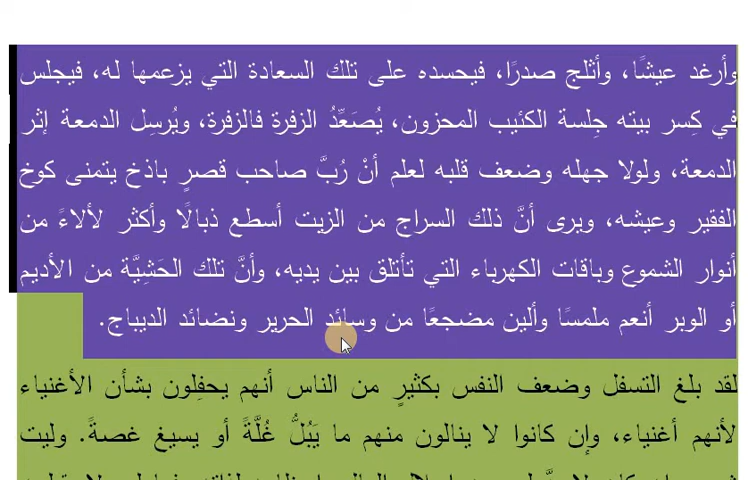 وأرغد عيشًا، وأثلج صدرًا، فيحسده على تلك السعادة التي يزعمها له، فيجلس
في كِسر بيته جِلسة الكئيب المحزون، يُصَعِّدُ الزفرة فالزفرة، ويُرسِل الدمعة إثر
الدمعة، ولولا جهله وضعف قلبه لعلم أنْ رُبَّ صاحب قصرٍ باذخ يتمنى كوخ
الفقير وعيشه، ويرى أنَّ ذلك السراج من الزيت أسطع ذبالًا وأكثر لألاءً من
أنوار الشموع وباقات الكهرباء التي تأتلق بين يديه، وأنَّ تلك الحَشِيَّة من الأديم
أو الوبر أنعم ملمسًا وألين مضجعًا من وسائد الحرير ونضائد الديباج.
لقد بلغ التسفل وضعف النفس بكثيرٍ من الناس أنهم يحفِلون بشأن الأغنياء
لأنهم أغنياء، وإن كانوا لا ينالون منهم ما يَبُلُّ غُلَّةً أو يسيغ غصةً. وليت